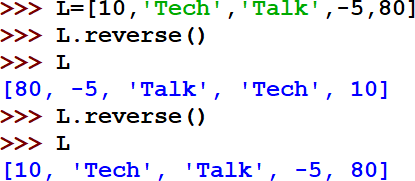 >>> L=[10,'Tech','Talk',-5,80]
>>> L.reverse()
>>> L
[80, -5, 'Talk', 'Tech', 10]
>>> L.reverse()
>>> L
[10, 'Tech', 'Talk', -5, 80]